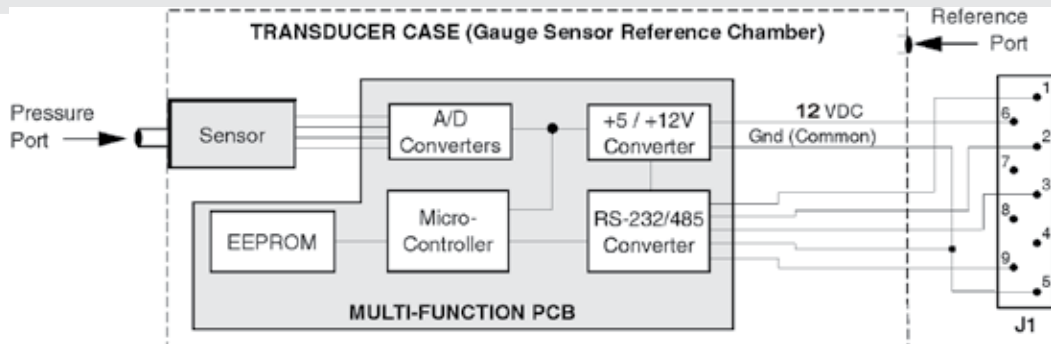 TRANSDUCER CASE (Gauge Sensor Reference Chamber)
Reference
Port
Pressure
Port
Sensor
A/D
Converters
+5 / +12V
Converter
12 VDC
Gnd (Common)
EEPROM
Micro-
Controller
RS-232/485
Converter
MULTI-FUNCTION PCB
1
6
2
7
3
8
4
9
5
J1